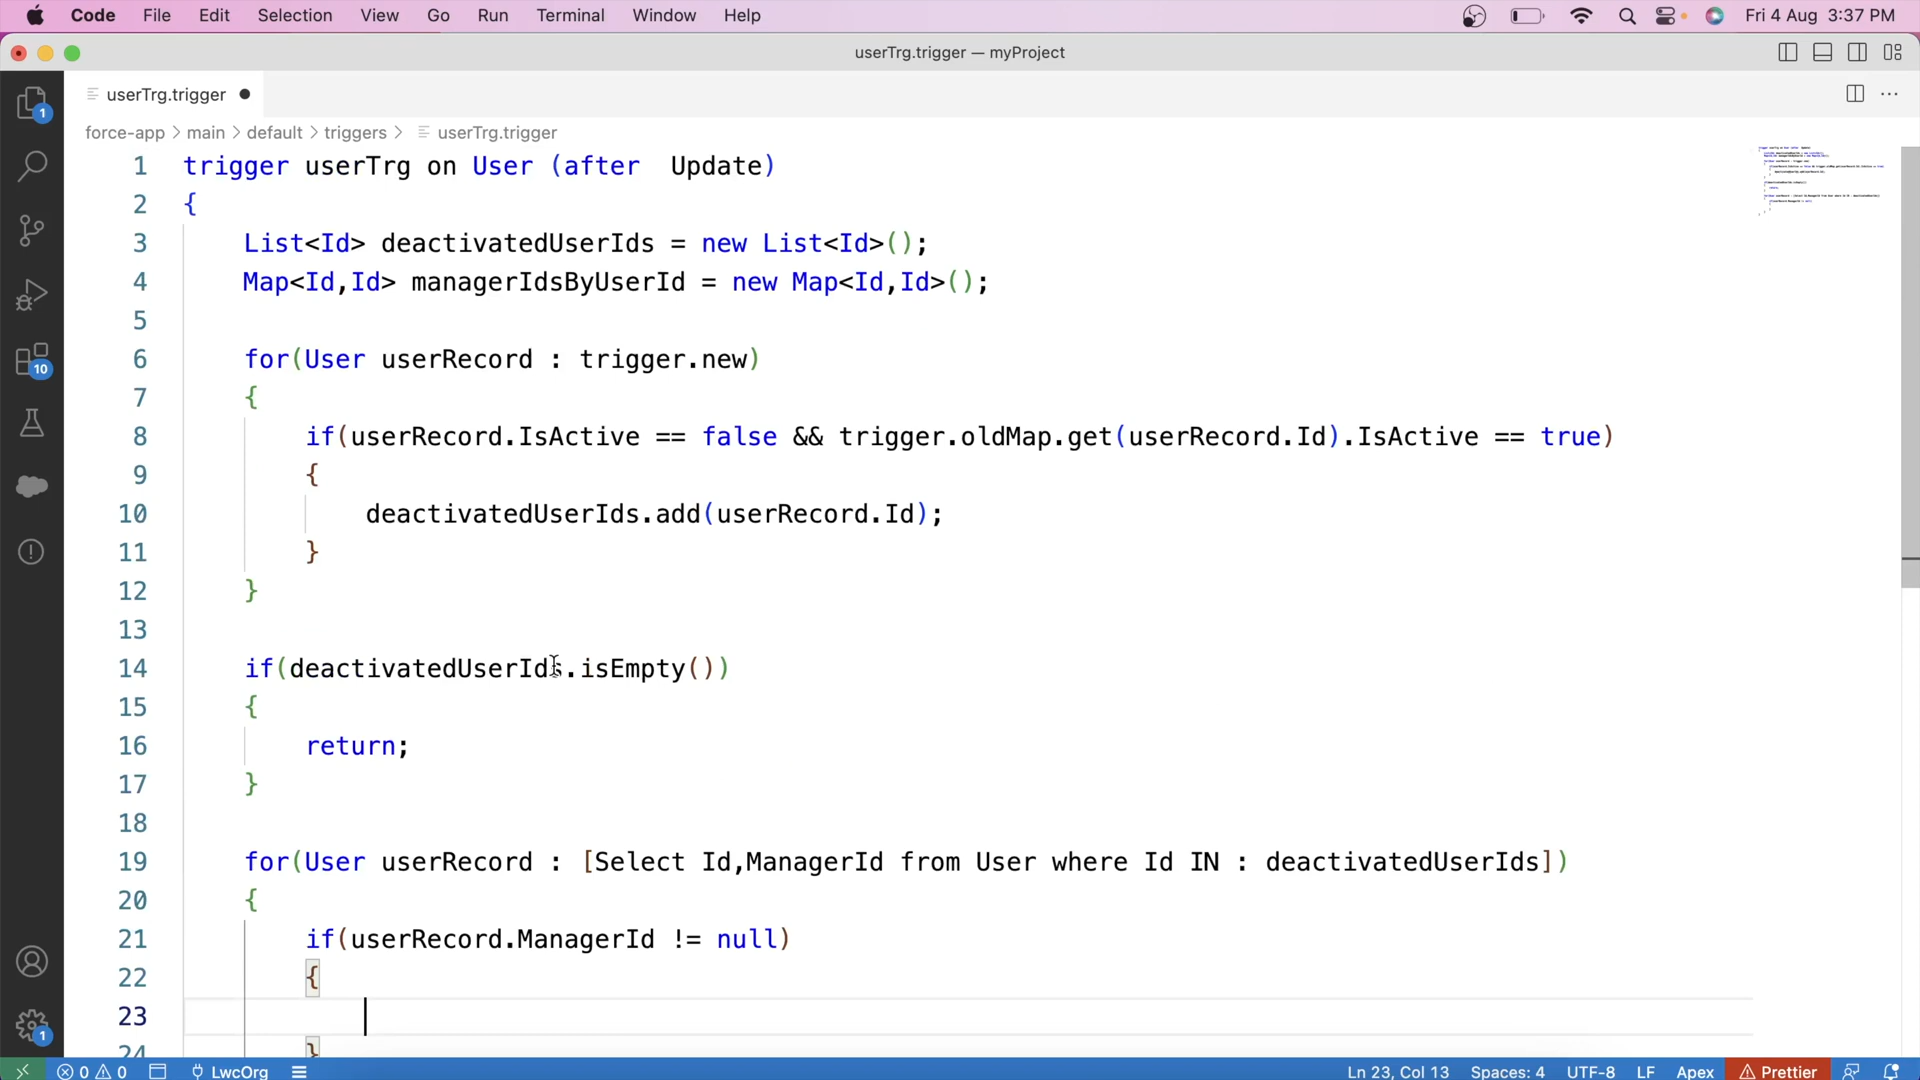 Code File Edit Selection View Go Run Terminal Window Help Fri 4 Aug 3:37 PM
userTrg.trigger — myProject
userTrg.trigger
force-app > main > default > triggers > userTrg.trigger
1 trigger userTrg on User (after  Update)
2 {
3 List<Id> deactivatedUserIds = new List<Id>();
4 Map<Id,Id> managerIdsByUserId = new Map<Id,Id>();
5
6 for(User userRecord : trigger.new)
7 {
8 if(userRecord.IsActive == false && trigger.oldMap.get(userRecord.Id).IsActive == true)
9 {
10 deactivatedUserIds.add(userRecord.Id);
11 }
12 }
13
14 if(deactivatedUserIds.isEmpty())
15 {
16 return;
17 }
18
19 for(User userRecord : [Select Id,ManagerId from User where Id IN : deactivatedUserIds])
20 {
21 if(userRecord.ManagerId != null)
22 {
23
24 }
1
10
1
0 0 LwcOrg Ln 23, Col 13 Spaces: 4 UTF-8 LF Apex Prettier